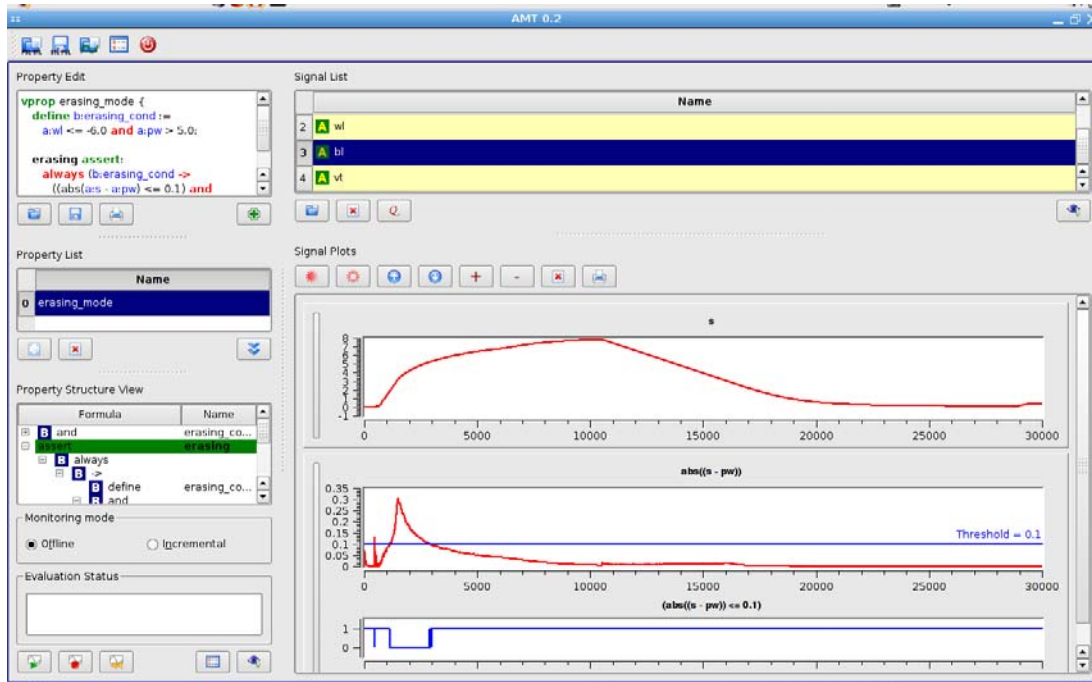 AMT 0.2
Property Edit
vprop erasing_mode {
define b:erasing_cond :=
a:wl <= -6.0 and a:pw > 5.0;
erasing assert:
always (b:erasing_cond ->
((abs(a:s - a:pw) <= 0.1) and
Property List
Name
0 erasing_mode
Property Structure View
Formula Name
B and erasing_co...
assert erasing
B always
B ->
B define erasing_co...
B and
Monitoring mode
Offline Incremental
Evaluation Status
Signal List
Name
2 A wl
3 A bl
4 A vt
Q
Signal Plots
+ -
s
8
7
6
5
4
3
2
1
0
-1
0 5000 10000 15000 20000 25000 30000
abs((s - pw))
0.35
0.3
0.25
0.2
0.15
0.1
0.05
0
Threshold = 0.1
0 5000 10000 15000 20000 25000 30000
(abs((s - pw)) <= 0.1)
1
0